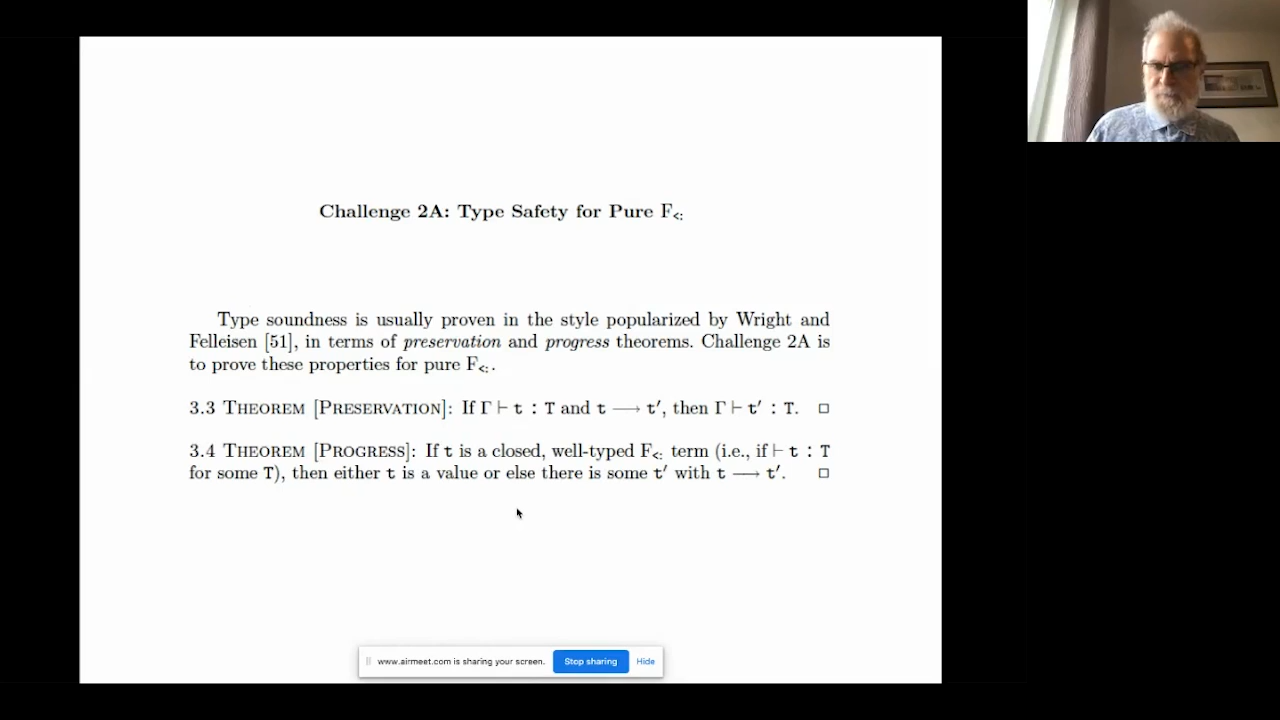 Challenge 2A: Type Safety for Pure F<:
Type soundness is usually proven in the style popularized by Wright and
Felleisen [51], in terms of preservation and progress theorems. Challenge 2A is
to prove these properties for pure F<:.
3.3 THEOREM [PRESERVATION]: If Γ ⊢ t : T and t ⟶ t′, then Γ ⊢ t′ : T. □
3.4 THEOREM [PROGRESS]: If t is a closed, well-typed F<: term (i.e., if ⊢ t : T
for some T), then either t is a value or else there is some t′ with t ⟶ t′. □
www.airmeet.com is sharing your screen. Stop sharing Hide